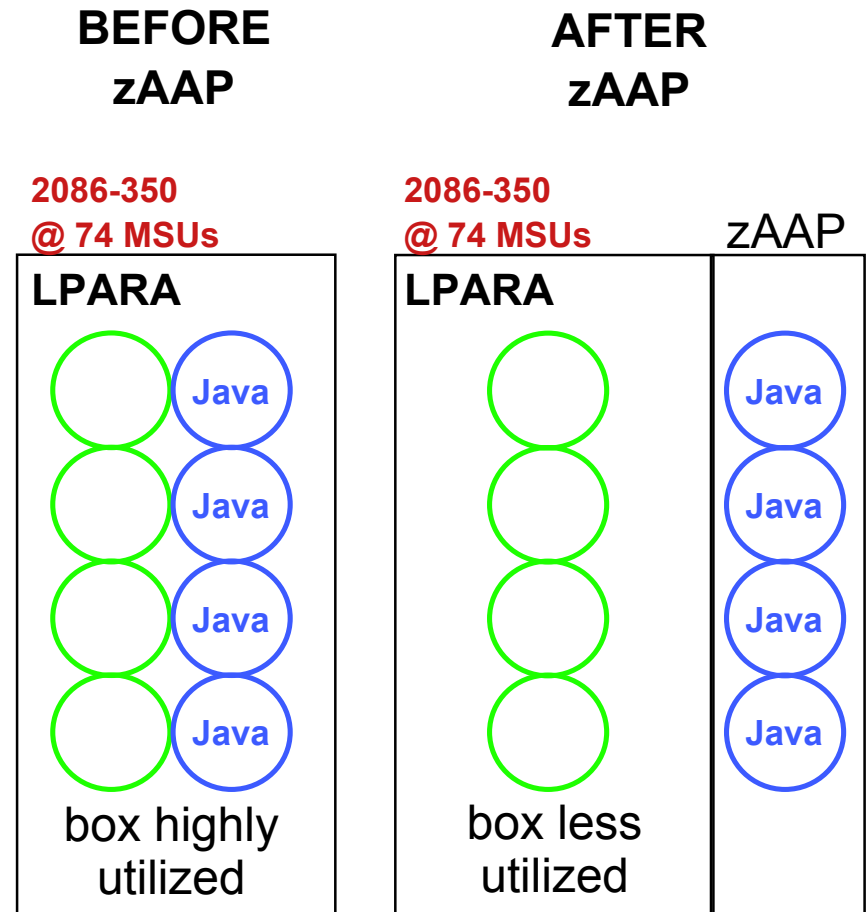 BEFORE
zAAP
2086-350
@ 74 MSUs
LPARA
Java
Java
Java
Java
box highly
utilized
AFTER
zAAP
2086-350
@ 74 MSUs
zAAP
LPARA
Java
Java
Java
Java
box less
utilized